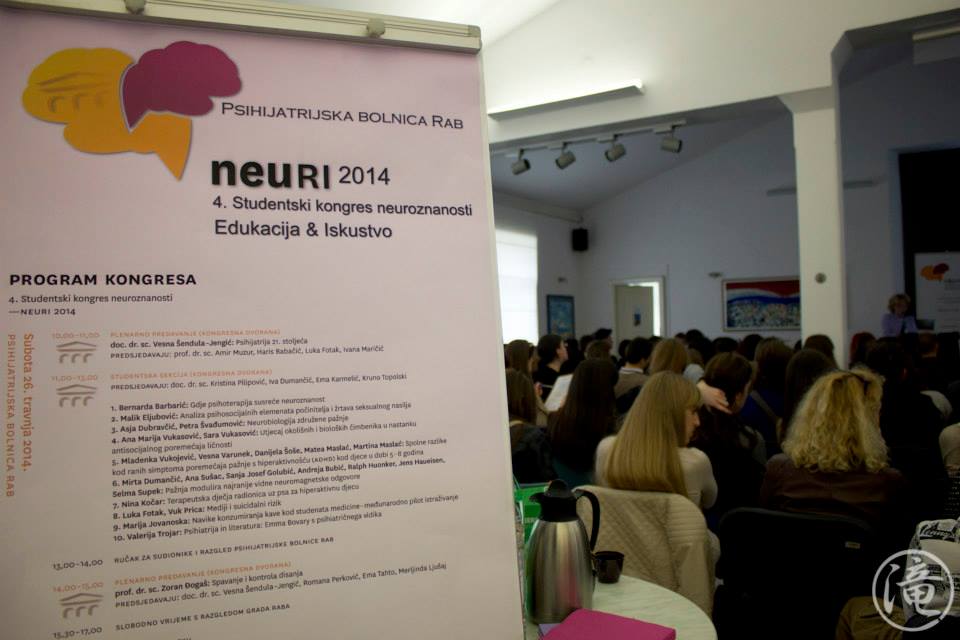 PSIHIJATRIJSKA BOLNICA RAB
neuRI 2014
4. Studentski kongres neuroznanosti
Edukacija & Iskustvo
PROGRAM KONGRESA
4. Studentski kongres neuroznanosti
—NEURI 2014
Subota 26. travnja 2014.
PSIHIJATRIJSKA BOLNICA RAB
10,00-11,00 PLENARNO PREDAVANJE (KONGRESNA DVORANA)
doc. dr. sc. Vesna Šendula-Jengić: Psihijatrija 21. stoljeća
PREDSJEDAVAJU: prof. dr. sc. Amir Muzur, Haris Babačić, Luka Fotak, Ivana Maričić
11,00-13,00 STUDENTSKA SEKCIJA (KONGRESNA DVORANA)
PREDSJEDAVAJU: doc. dr. sc. Kristina Pilipović, Iva Dumančić, Ema Karmelić, Kruno Topolski
1. Bernarda Barbarić: Gdje psihoterapija susreće neuroznanost
2. Malik Eljubović: Analiza psihosocijalnih elemenata počinitelja i žrtava seksualnog nasilja
3. Asja Dubravčić, Petra Švađumović: Neurobiologija združene pažnje
4. Ana Marija Vukasović, Sara Vukasović: Utjecaj okolišnih i bioloških čimbenika u nastanku
antisocijalnog poremećaja ličnosti
5. Mladenka Vukojević, Vesna Varunek, Danijela Šoše, Matea Maslać, Martina Maslać: Spolne razlike
kod ranih simptoma poremećaja pažnje s hiperaktivnošću (ADHD) kod djece u dobi 5-8 godina
6. Mirta Dumančić, Ana Sušac, Sanja Josef Golubić, Andreja Bubić, Ralph Huonker, Jens Haueisen,
Selma Supek: Pažnja modulira najranije vidne neuromagnetske odgovore
7. Nina Kočar: Terapeutska dječja radionica uz psa za hiperaktivnu djecu
8. Luka Fotak, Vuk Prica: Mediji i suicidalni rizik
9. Marija Jovanoska: Navike konzumiranja kave kod studenata medicine-međunarodno pilot istraživanje
10. Valerija Trojar: Psihijatrija in literatura: Emma Bovary s psihiatričnega vidika
13,00-14,00 RUČAK ZA SUDIONIKE I RAZGLED PSIHIJATRIJSKE BOLNICE RAB
14,00-15,00 PLENARNO PREDAVANJE (KONGRESNA DVORANA)
prof. dr. sc. Zoran Đogaš: Spavanje i kontrola disanja
PREDSJEDAVAJU: doc. dr. sc. Vesna Šendula-Jengić, Romana Perković, Ema Tahto, Merijinda Ljušaj
15,30-17,00 SLOBODNO VRIJEME S RAZGLEDOM GRADA RABA
滝